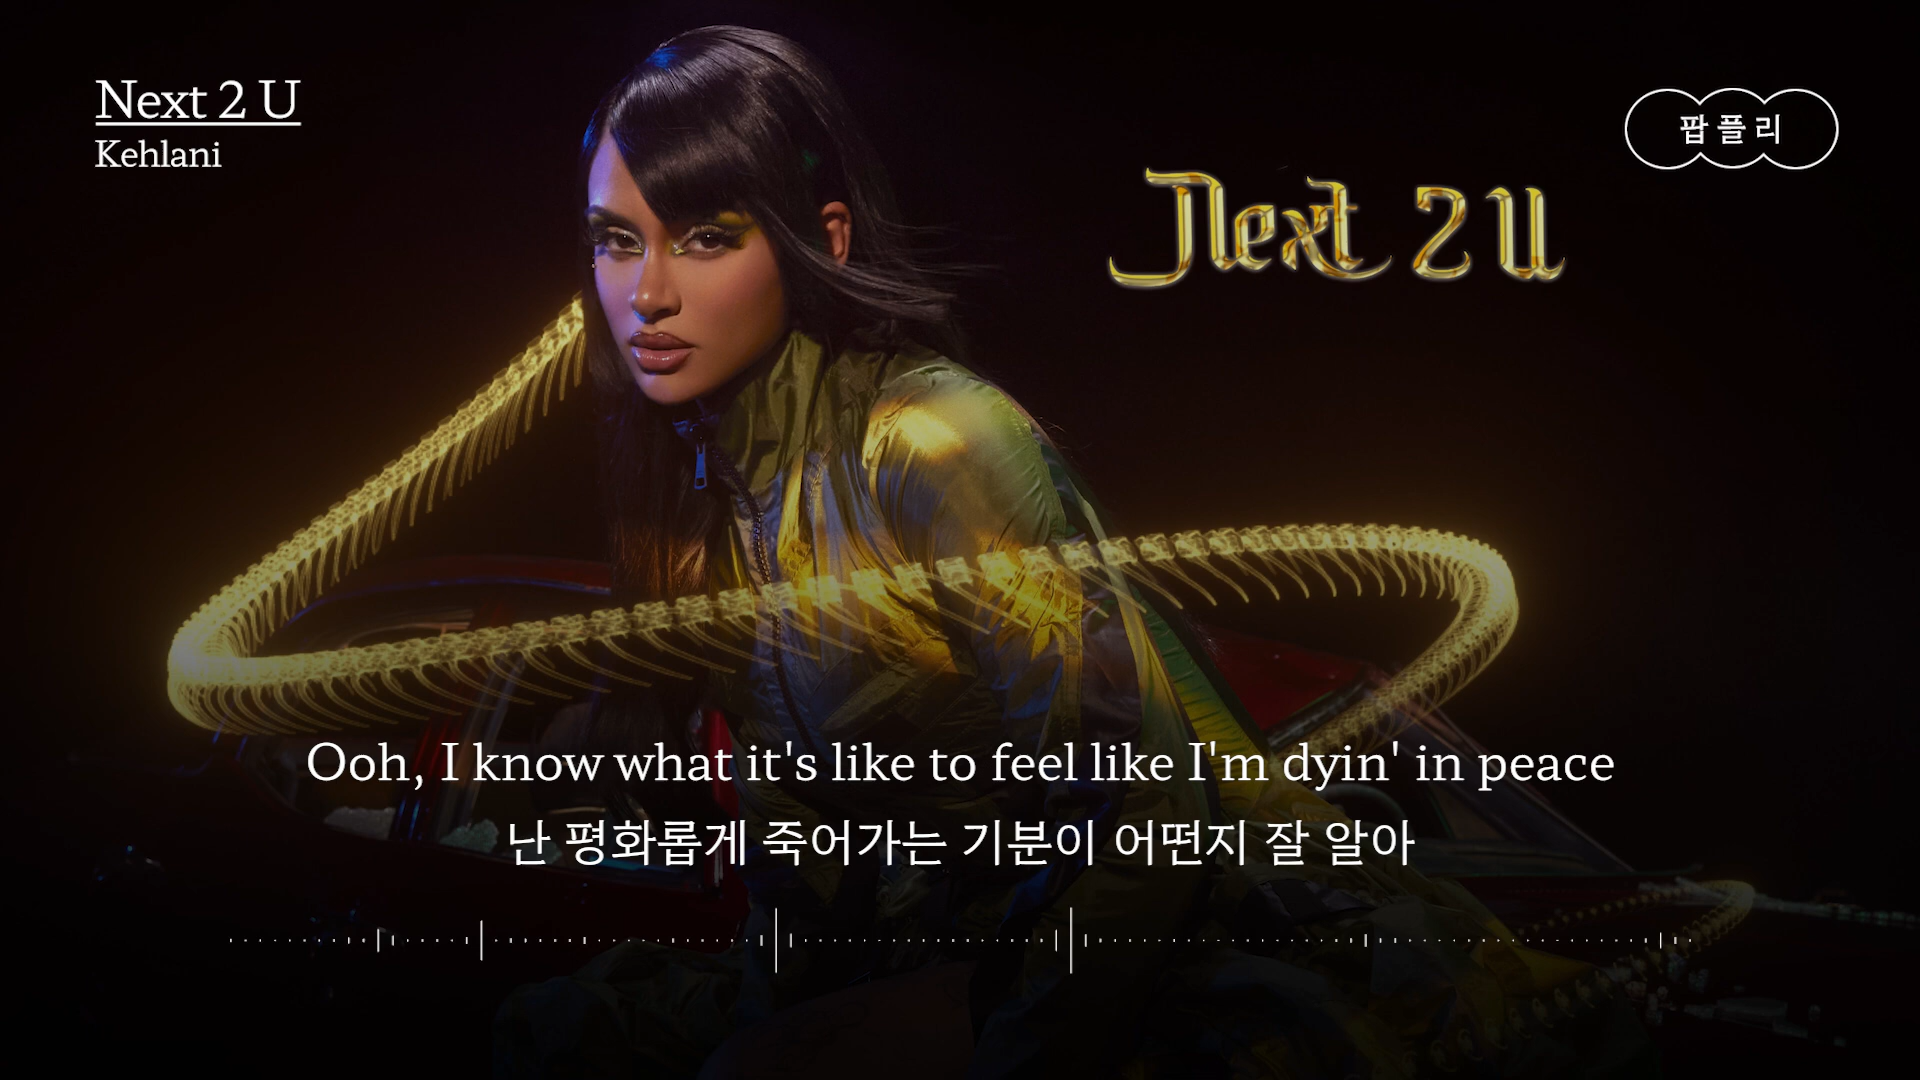 Next 2 U
Kehlani
팝플리
Next 2 U
Ooh, I know what it's like to feel like I'm dyin' in peace
난 평화롭게 죽어가는 기분이 어떤지 잘 알아